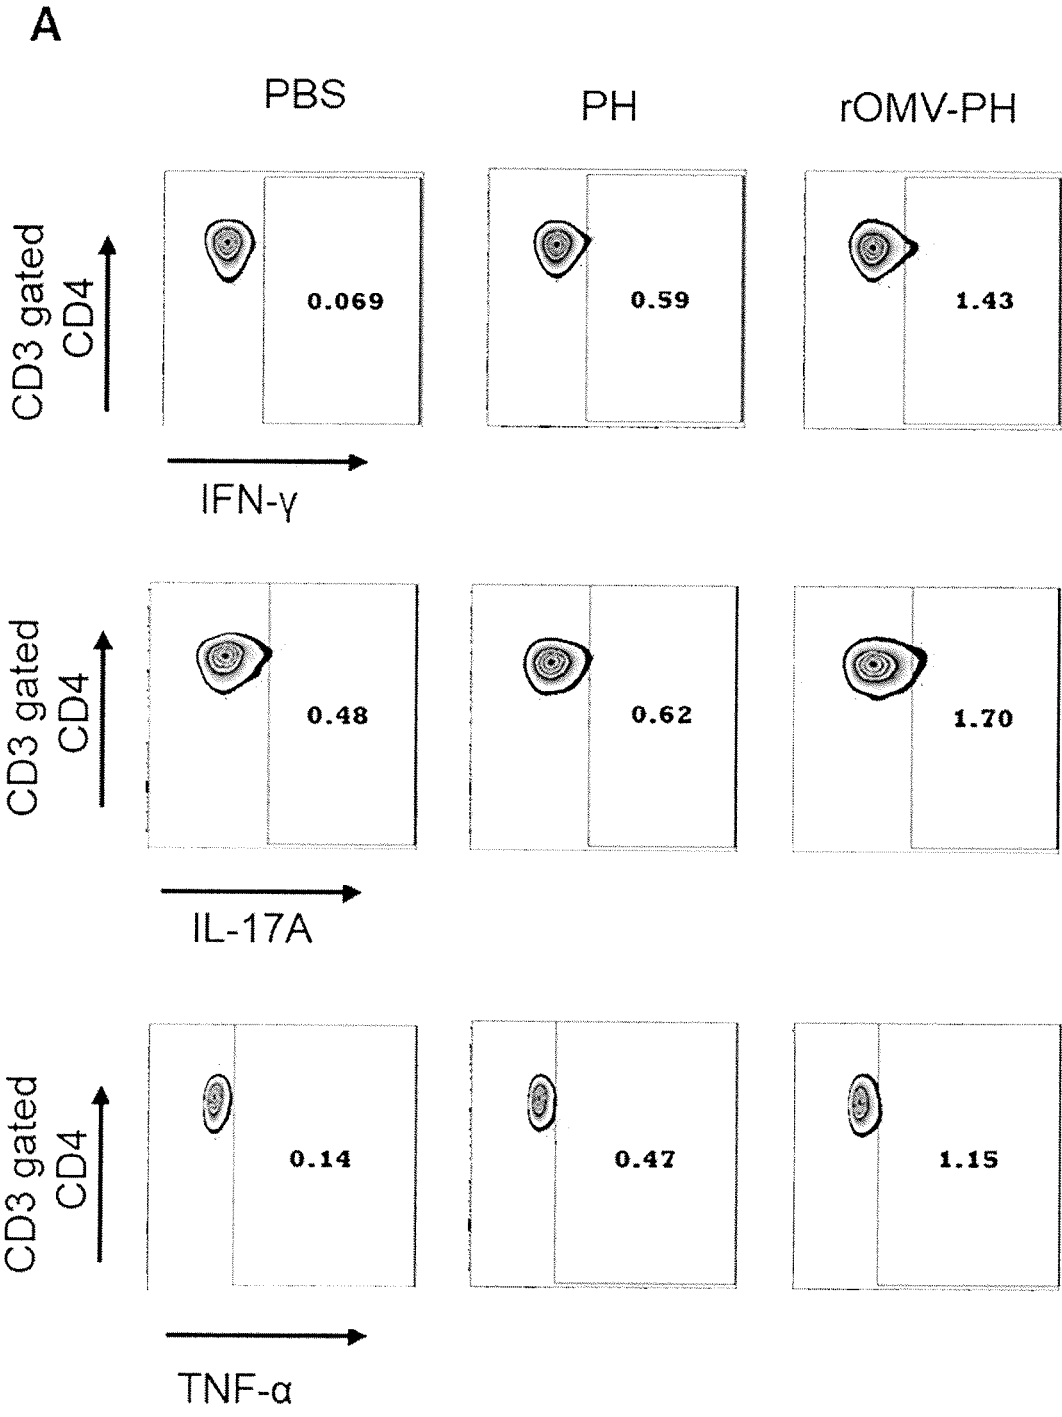 A
PBS PH rOMV-PH
CD3 gated
CD4
0.069 0.59 1.43
IFN-γ
CD3 gated
CD4
0.48 0.62 1.70
IL-17A
CD3 gated
CD4
0.14 0.47 1.15
TNF-α